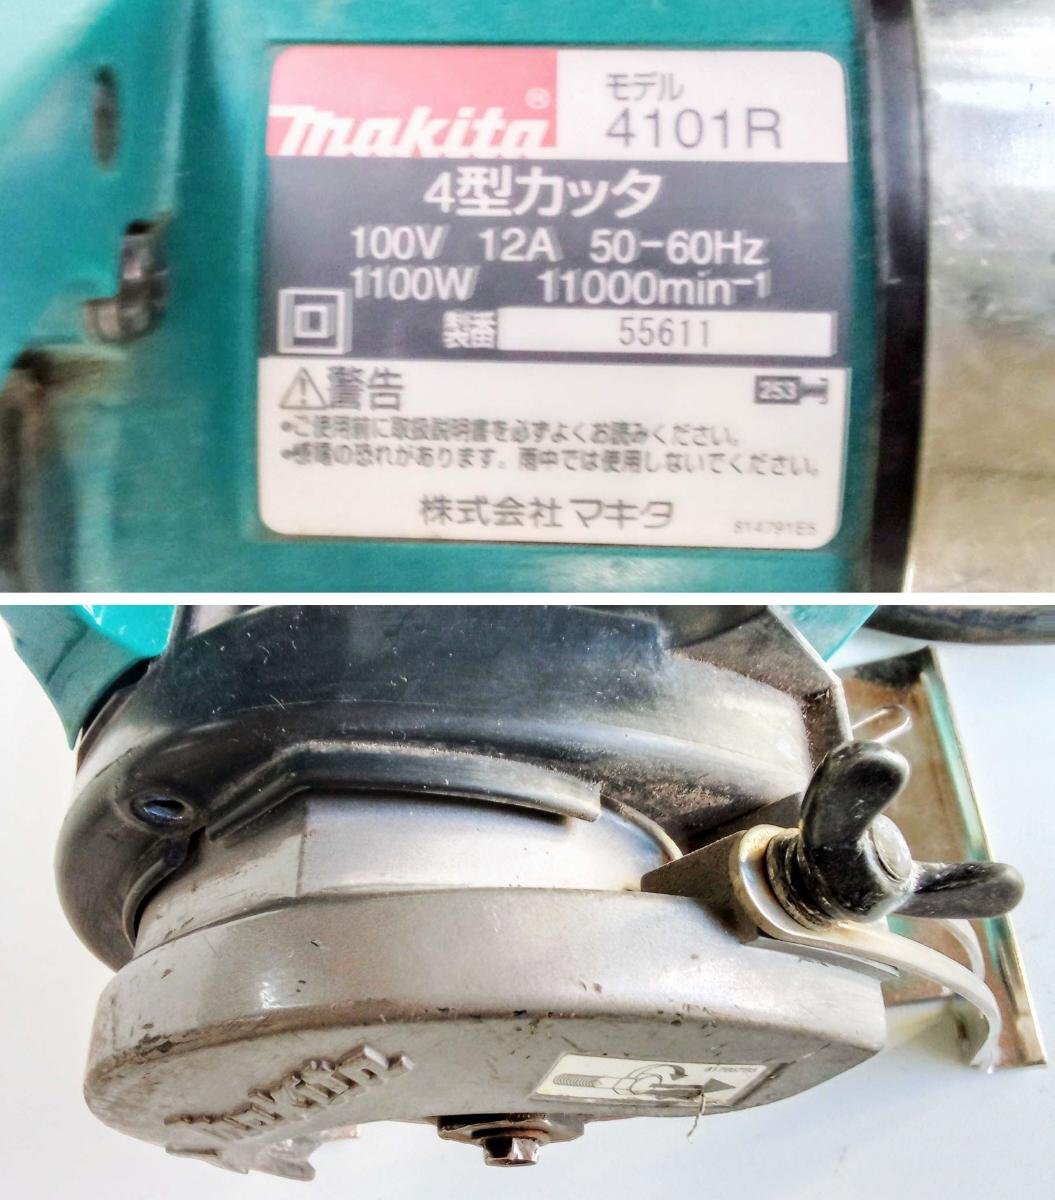 makita®
モデル
4101R
4型カッタ
100V 12A 50-60Hz
1100W 11000min-1
製番 55611
警告
253
•ご使用前に取扱説明書を必ずよくお読みください。
•感電の恐れがあります。雨中では使用しないでください。
株式会社マキタ
814791E5
makita